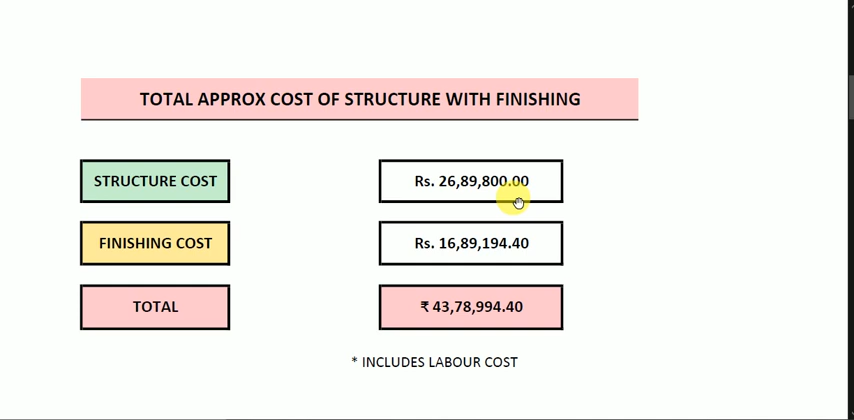 TOTAL APPROX COST OF STRUCTURE WITH FINISHING
STRUCTURE COST Rs. 26,89,800.00
FINISHING COST Rs. 16,89,194.40
TOTAL ₹ 43,78,994.40
* INCLUDES LABOUR COST